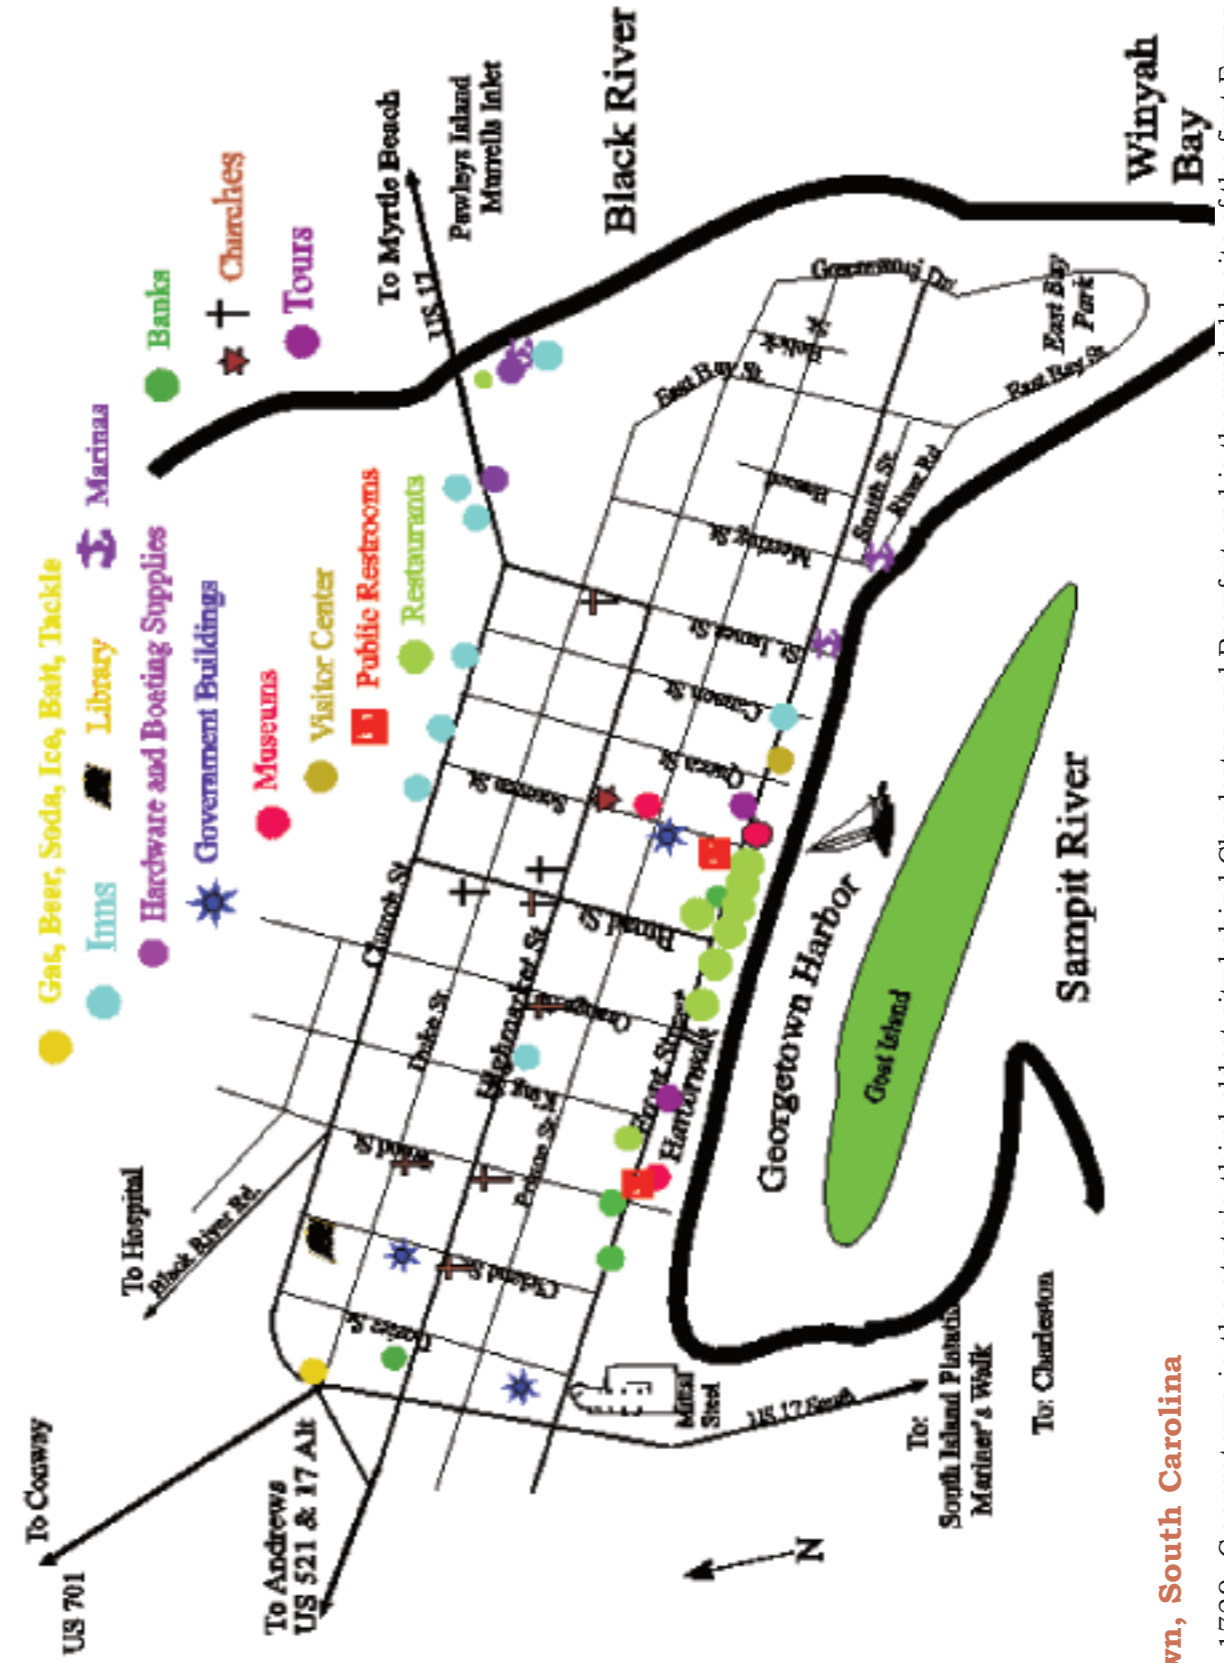 Gas, Beer, Soda, Ice, Bait, Tackle
Inns
Library
Marinas
Hardware and Boating Supplies
Banks
Government Buildings
Churches
Museums
Tours
Visitor Center
Public Restrooms
Restaurants
To Conway
US 701
To Andrews
US 521 & 17 Alt
To Hospital
Black River Rd.
To Myrtle Beach
US 17
Pawleys Island
Murrells Inlet
Black River
Winyah
Bay
Church St
Duke St
Highmarket St
Prince St
Front Street
Harborwalk
Dozier St
Cleland St
Wood St
King
Orange
Broad St
Screven St
Queen St
Cannon St
St. James St
Meeting St
Smith St
River Rd
East Bay St
East Bay St
East Bay
Park
Georgetown Harbor
Goat Island
Sampit River
Mittal
Steel
US 17 South
To:
South Island Plantation
Mariner's Walk
To: Charleston
N
wn, South Carolina